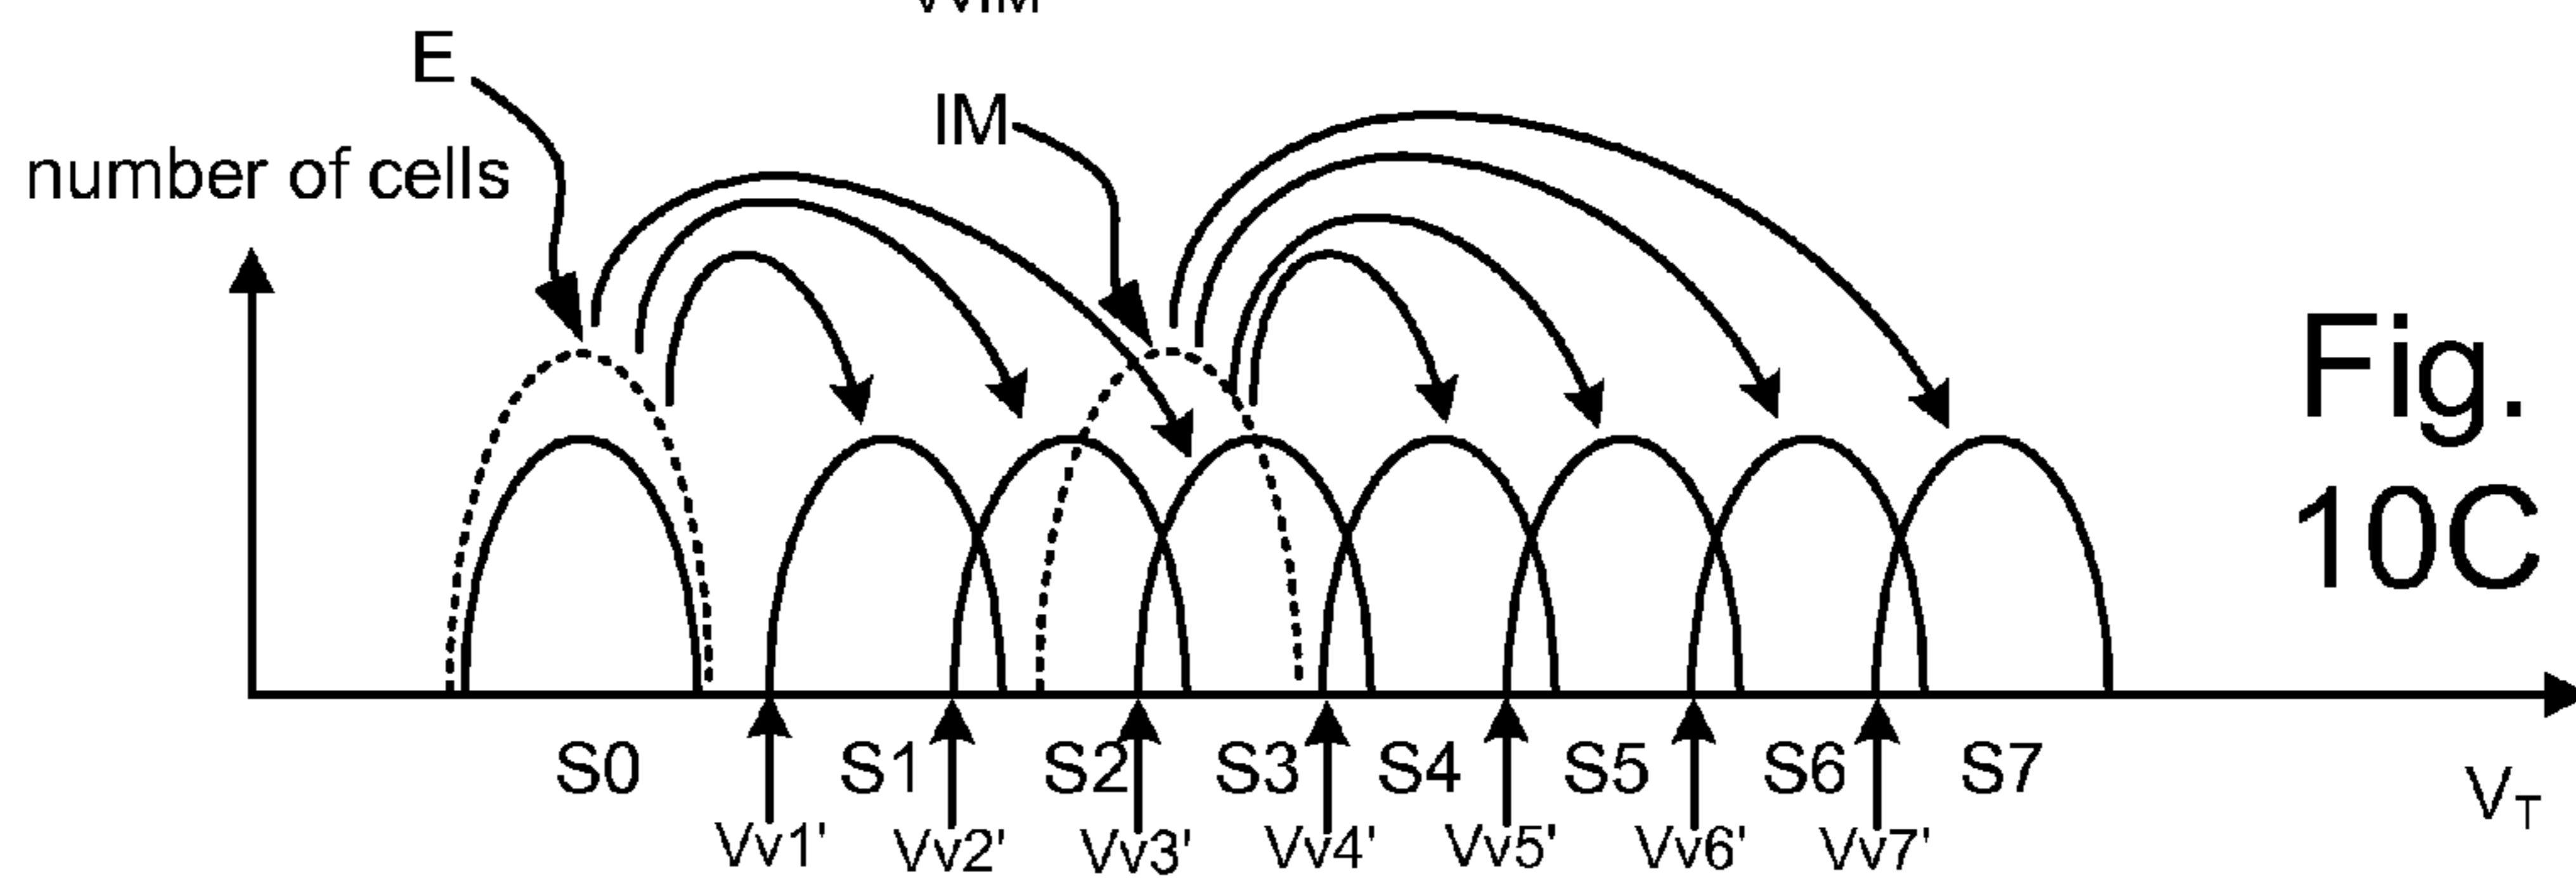 E
IM
number of cells
Fig.
10C
S0 S1 S2 S3 S4 S5 S6 S7
VT
Vv1' Vv2' Vv3' Vv4' Vv5' Vv6' Vv7'